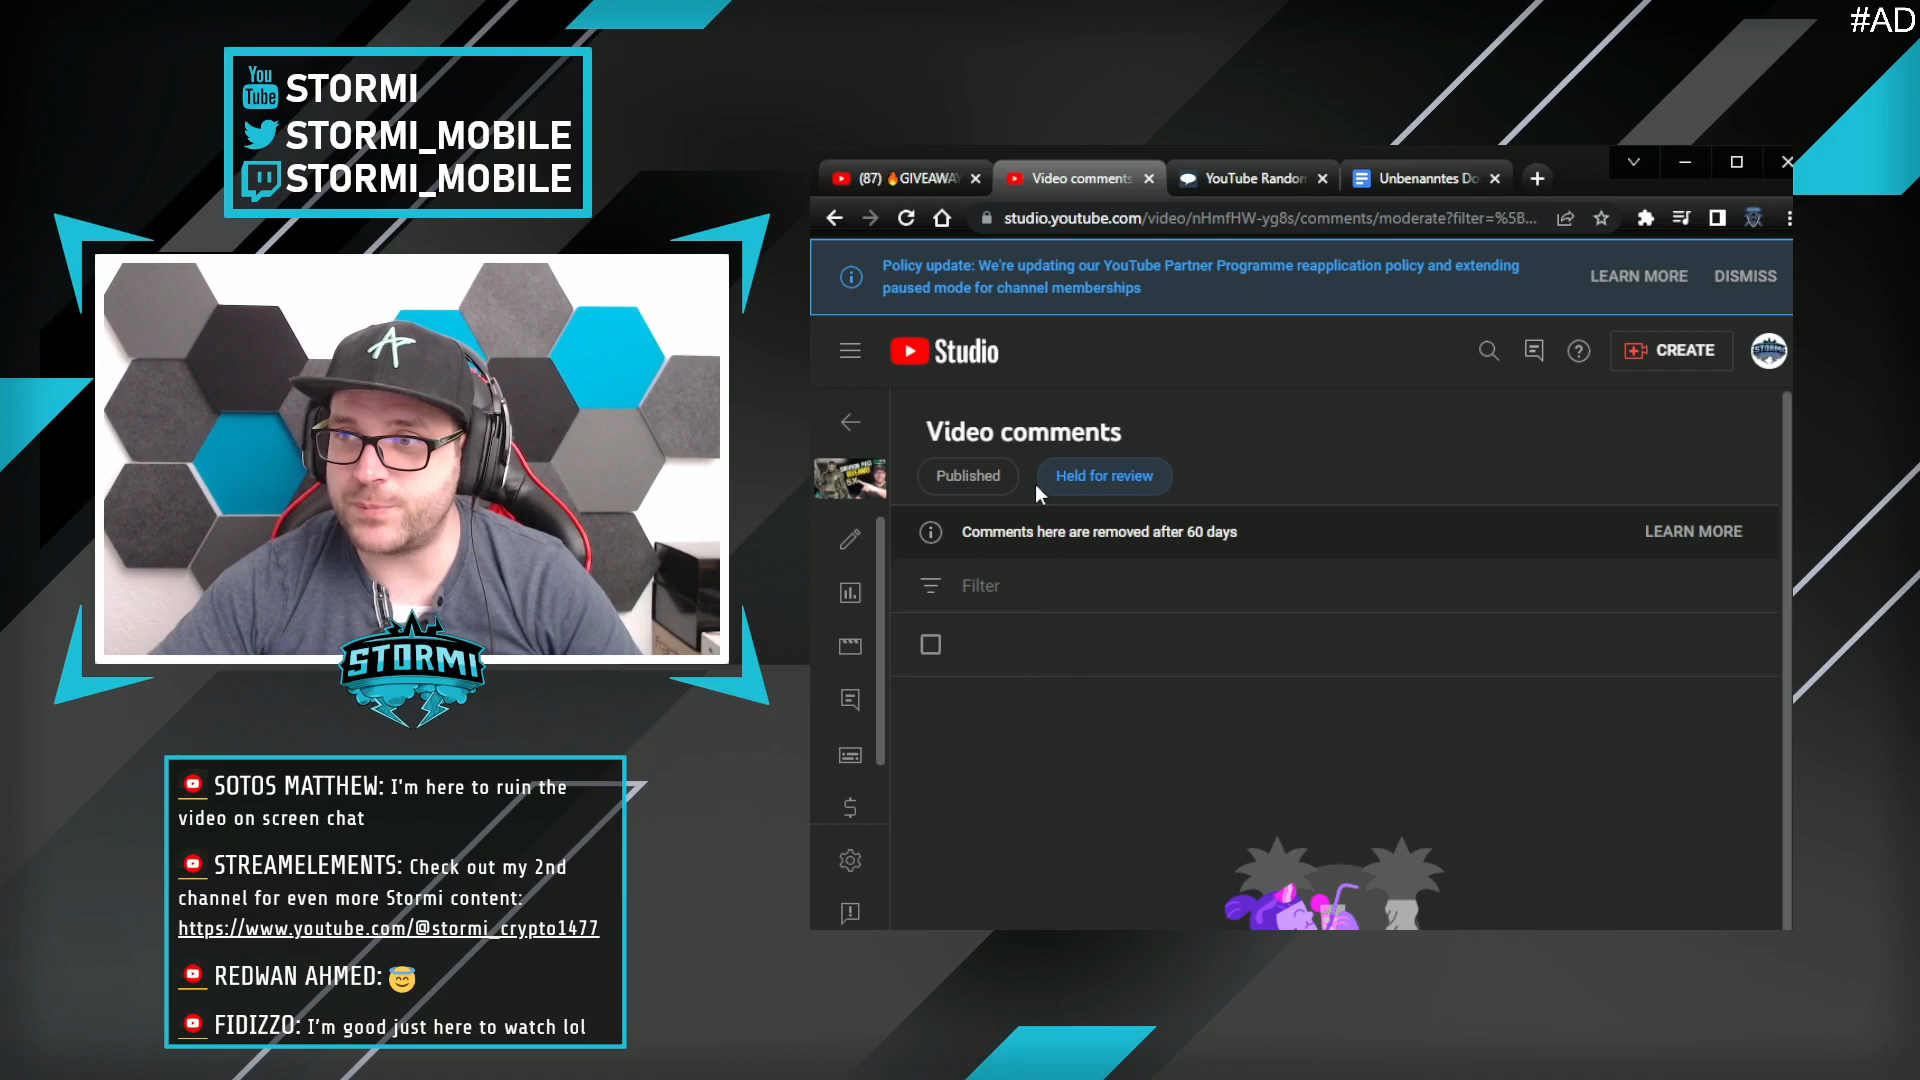 #AD
You Tube STORMI
STORMI_MOBILE
STORMI_MOBILE
(87) 🔥GIVEAWA
Video comments
YouTube Randor
Unbenanntes Do
studio.youtube.com/video/nHmfHW-yg8s/comments/moderate?filter=%5B...
Policy update: We're updating our YouTube Partner Programme reapplication policy and extending
paused mode for channel memberships
LEARN MORE
DISMISS
Studio
CREATE
Video comments
Published
Held for review
Comments here are removed after 60 days
LEARN MORE
Filter
STORMI
SOTOS MATTHEW: I'm here to ruin the
video on screen chat
STREAMELEMENTS: Check out my 2nd
channel for even more Stormi content:
https://www.youtube.com/@stormi_crypto1477
REDWAN AHMED: 😇
FIDIZZO: I'm good just here to watch lol